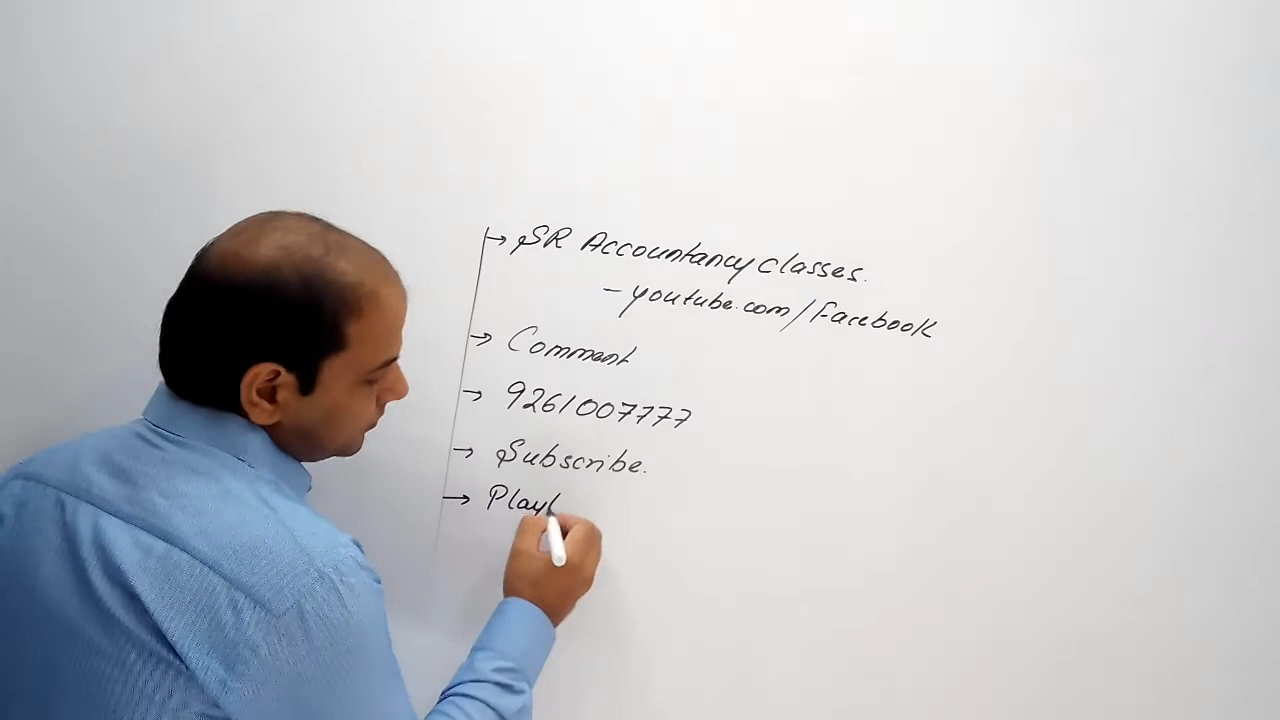 → SR Accountancy classes.
- youtube.com/facebook
→ Comment
→ 9261007777
→ Subscribe.
→ Playl